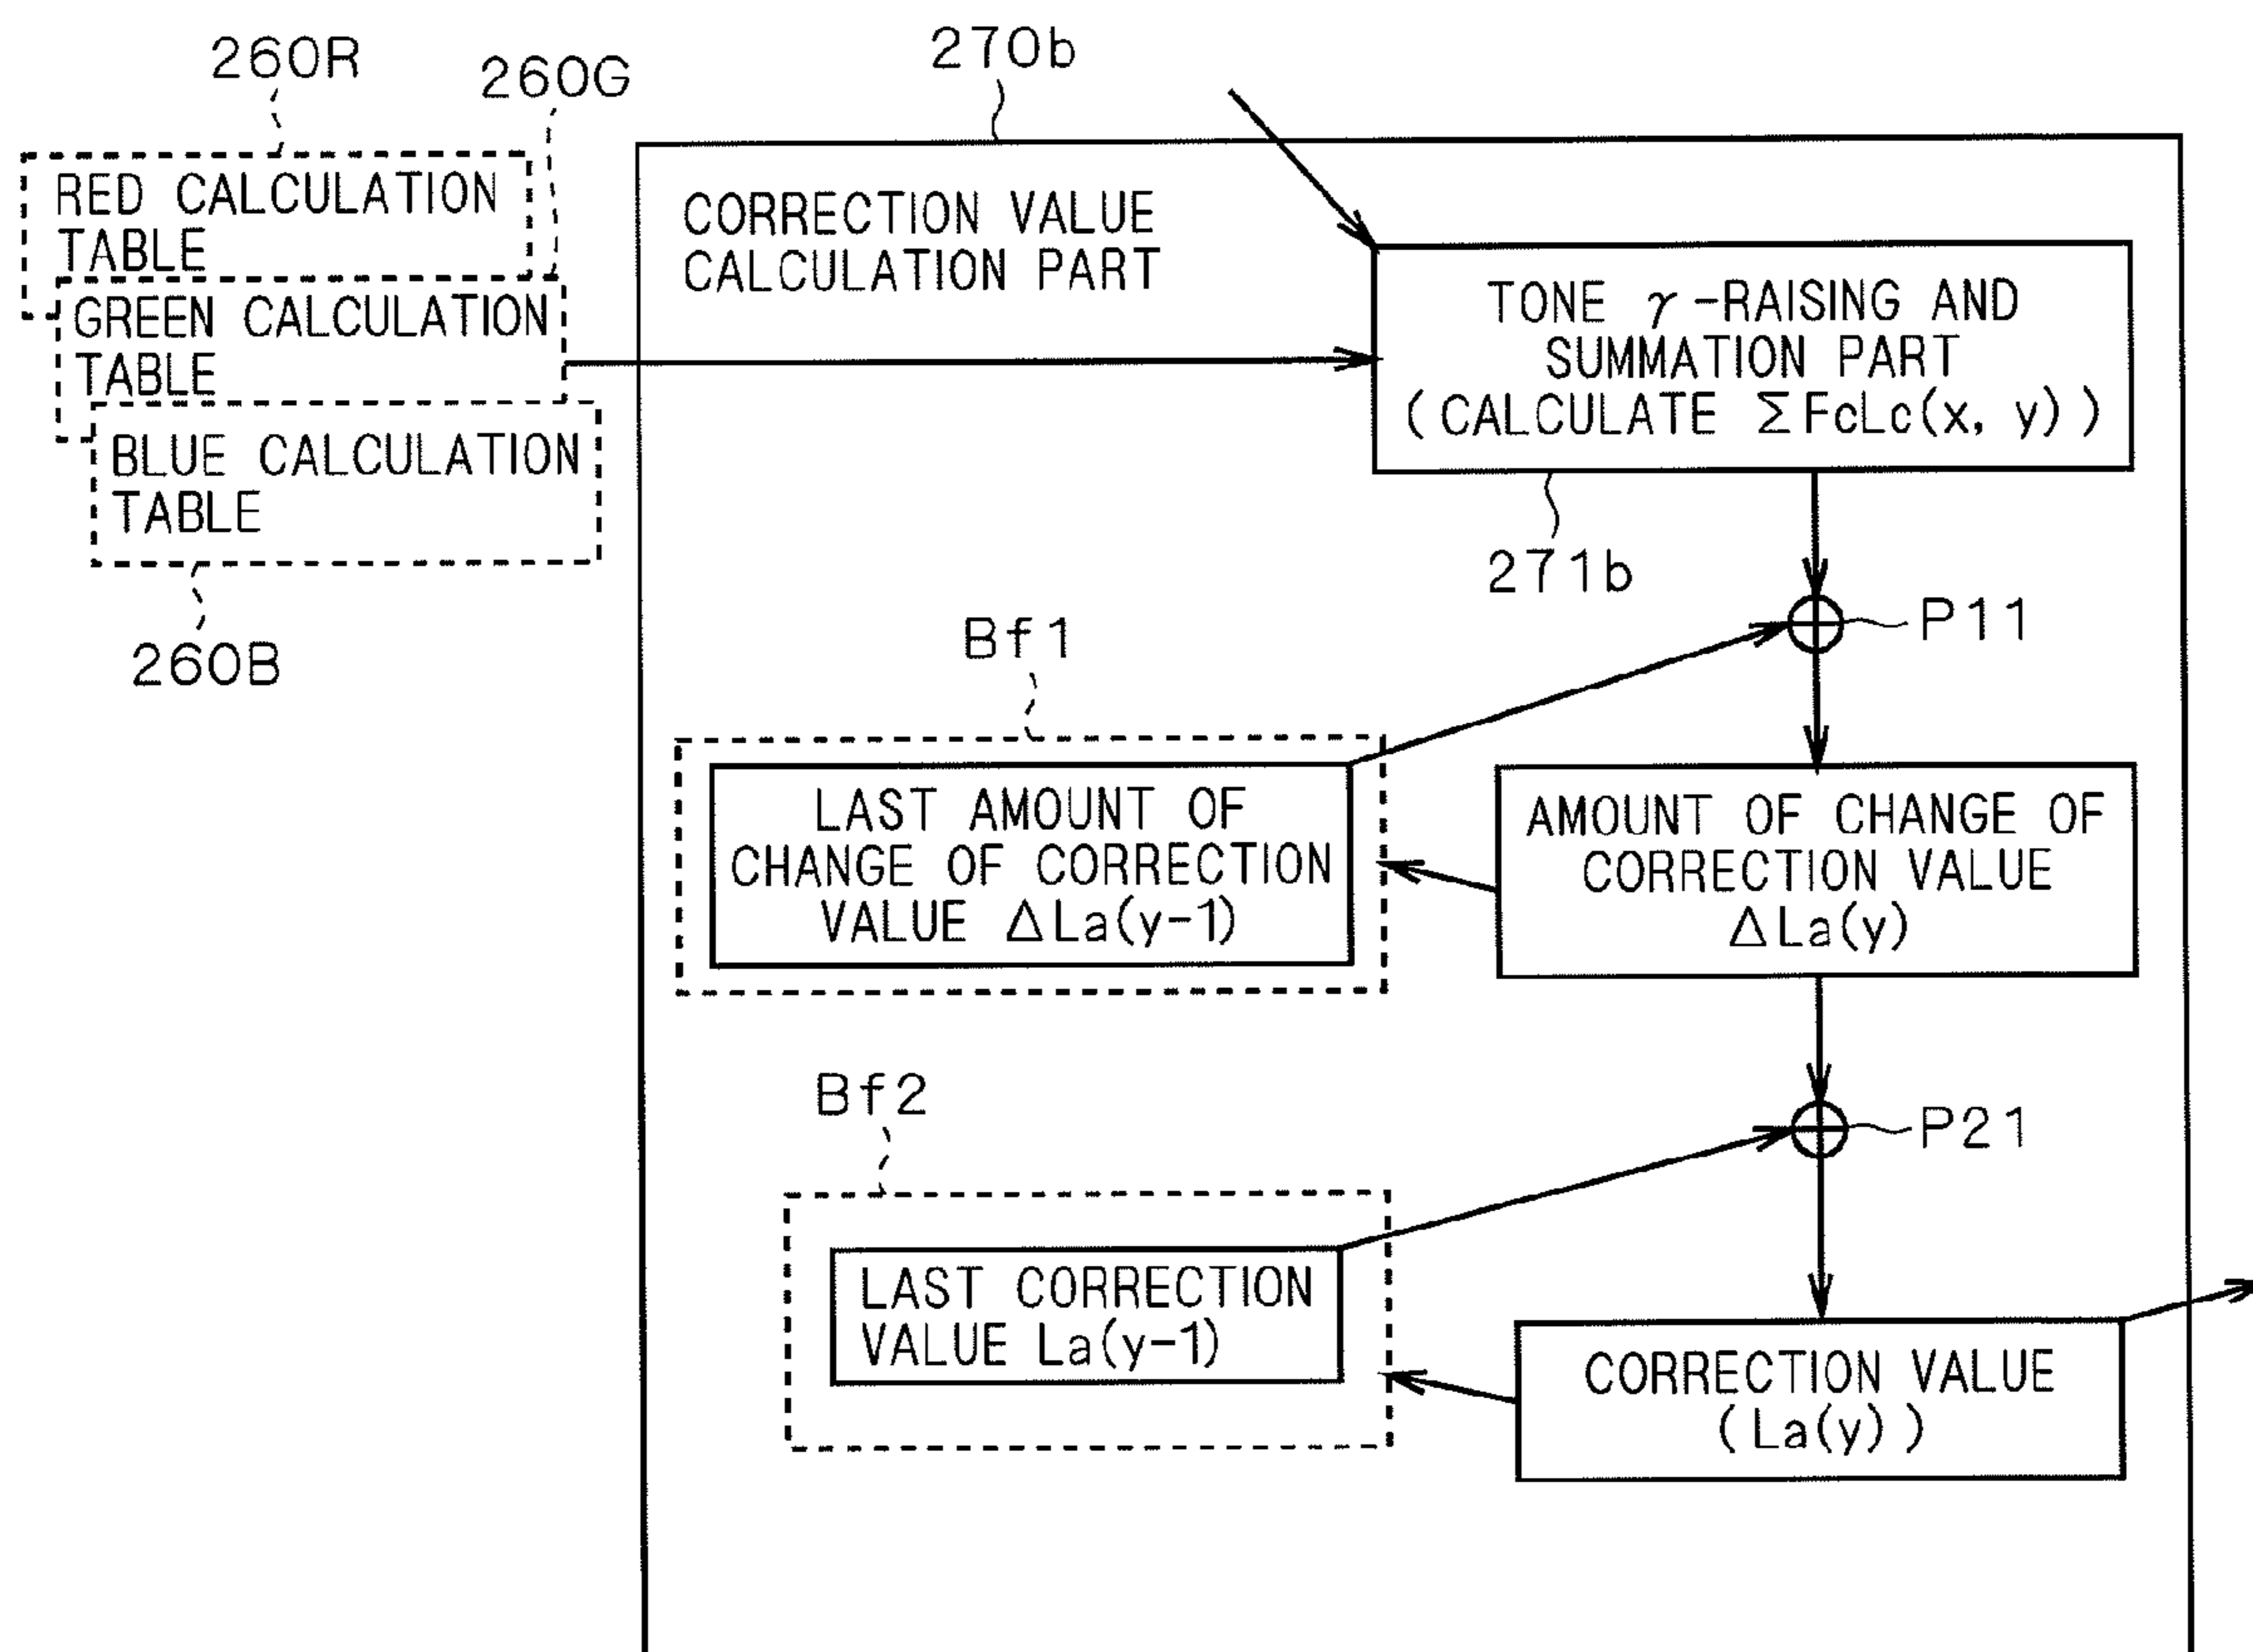 260R
260G
270b
RED CALCULATION
TABLE
GREEN CALCULATION
TABLE
BLUE CALCULATION
TABLE
260B
CORRECTION VALUE
CALCULATION PART
TONE γ-RAISING AND
SUMMATION PART
(CALCULATE ΣFcLc(x, y))
271b
P11
Bf1
LAST AMOUNT OF
CHANGE OF CORRECTION
VALUE ΔLa(y-1)
AMOUNT OF CHANGE OF
CORRECTION VALUE
ΔLa(y)
Bf2
P21
LAST CORRECTION
VALUE La(y-1)
CORRECTION VALUE
(La(y))